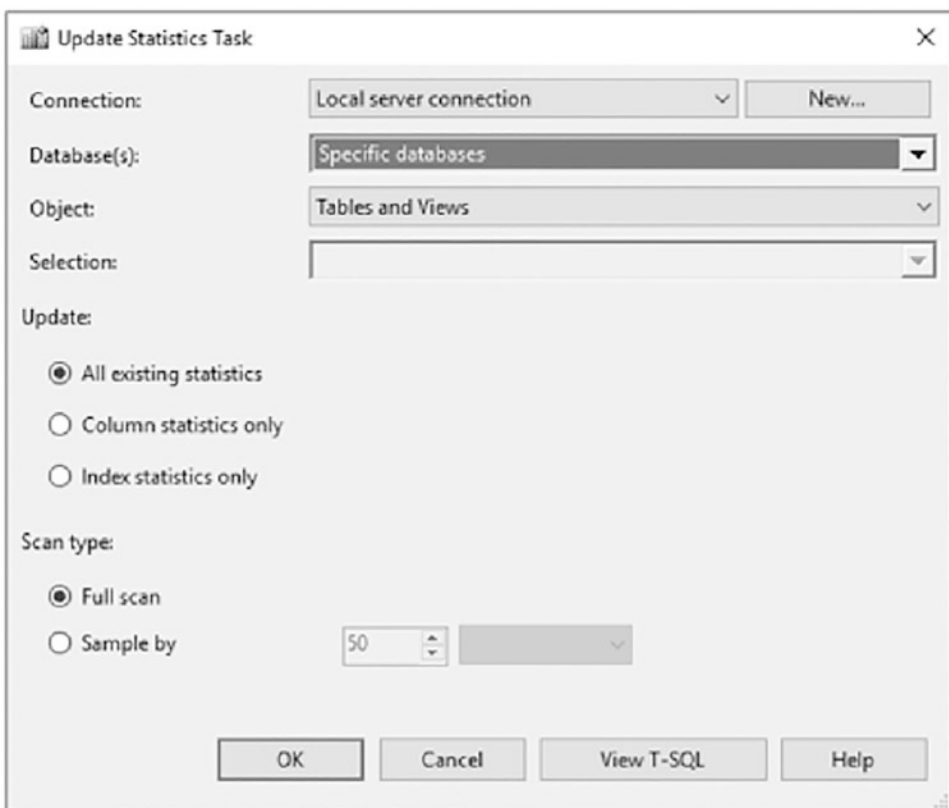 Update Statistics Task
Connection: Local server connection New...
Database(s): Specific databases
Object: Tables and Views
Selection:
Update:
All existing statistics
Column statistics only
Index statistics only
Scan type:
Full scan
Sample by 50
OK Cancel View T-SQL Help